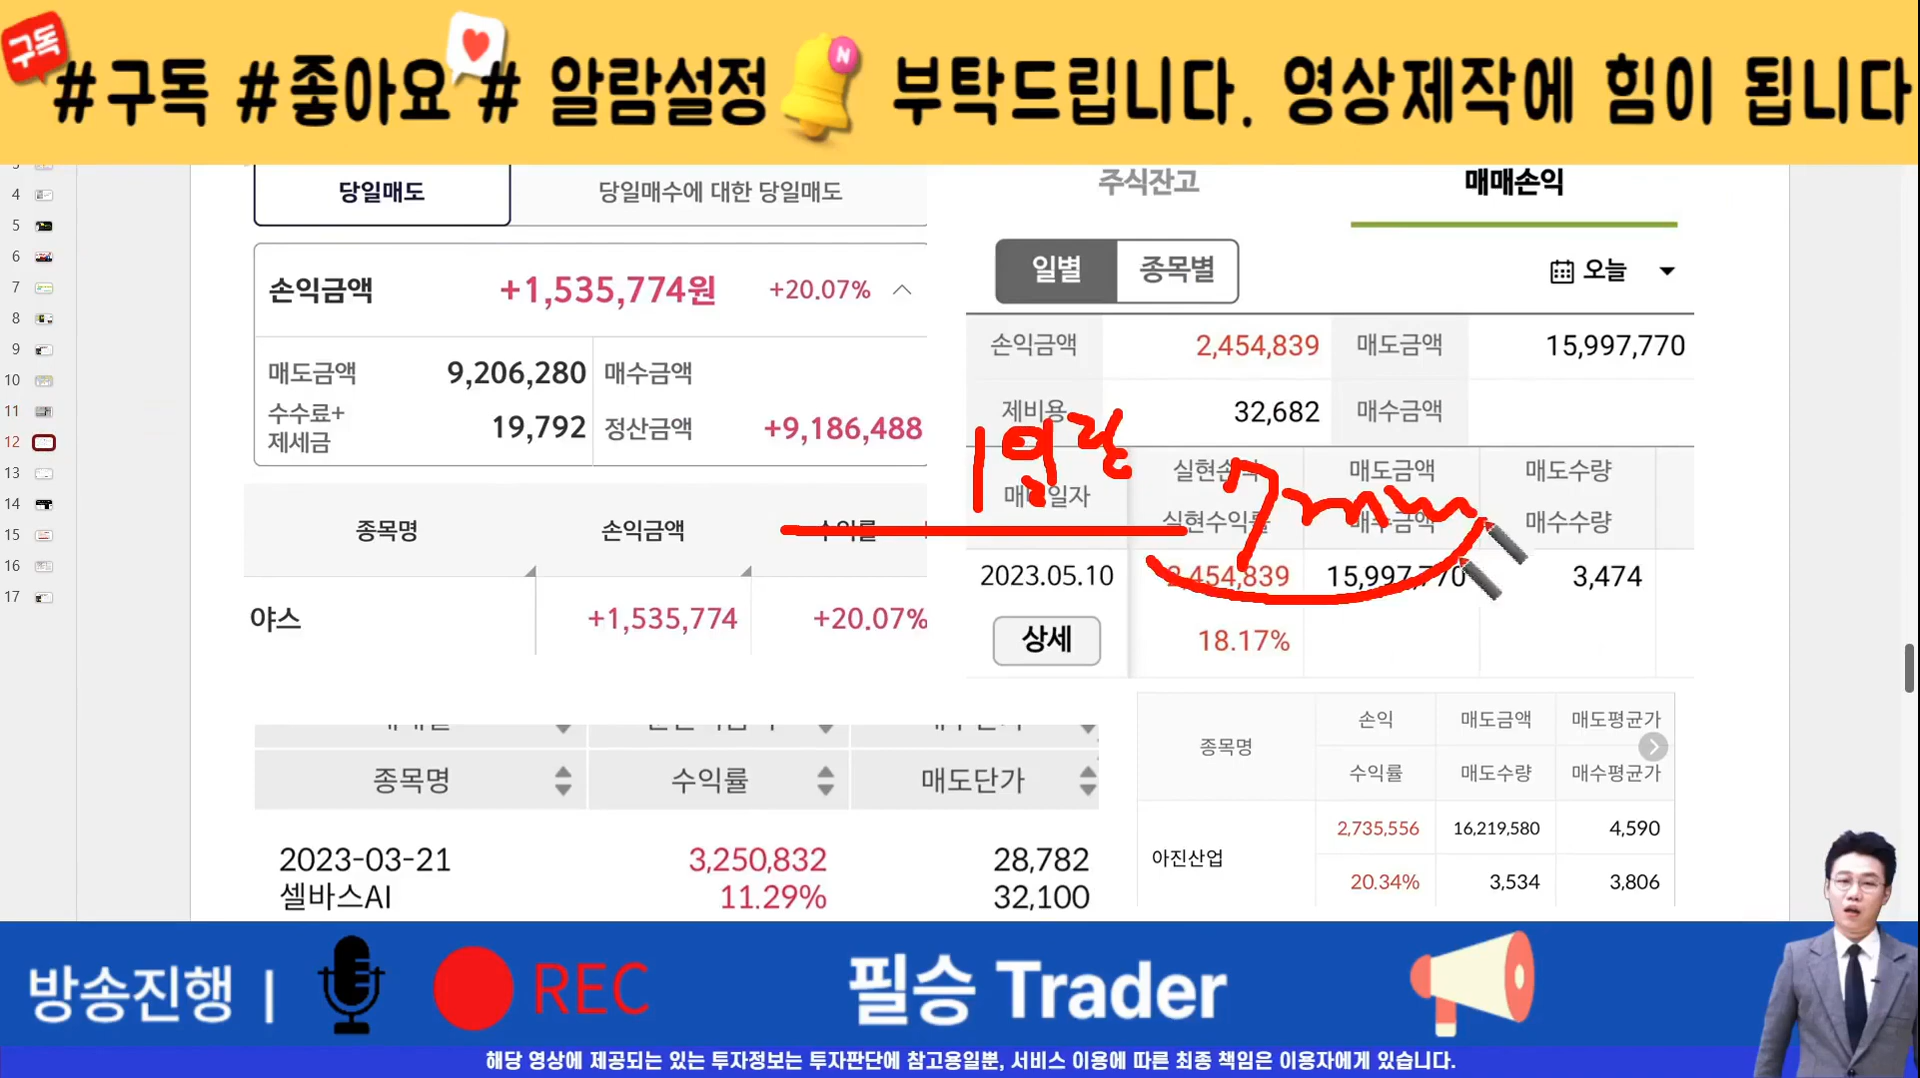 구독
#구독 #좋아요 # 알람설정 N 부탁드립니다. 영상제작에 힘이 됩니다
4
5
6
7
8
9
10
11
12
13
14
15
16
17
당일매도 당일매수에 대한 당일매도
손익금액 +1,535,774원 +20.07%
매도금액 9,206,280 매수금액
수수료+
제세금 19,792 정산금액 +9,186,488
종목명 손익금액 수익률
야스 +1,535,774 +20.07%
주식잔고 매매손익
일별 종목별 오늘
손익금액 2,454,839 매도금액 15,997,770
제비용 32,682 매수금액
실현손익 매도금액 매도수량
매매일자
실현수익률 매수금액 매수수량
2023.05.10 2,454,839 15,997,770 3,474
상세 18.17%
종목명 수익률 매도단가
2023-03-21 3,250,832 28,782
셀바스AI 11.29% 32,100
종목명
손익 매도금액 매도평균가
수익률 매도수량 매수평균가
아진산업
2,735,556 16,219,580 4,590
20.34% 3,534 3,806
방송진행 | REC 필승 Trader
해당 영상에 제공되는 있는 투자정보는 투자판단에 참고용일뿐, 서비스 이용에 따른 최종 책임은 이용자에게 있습니다.